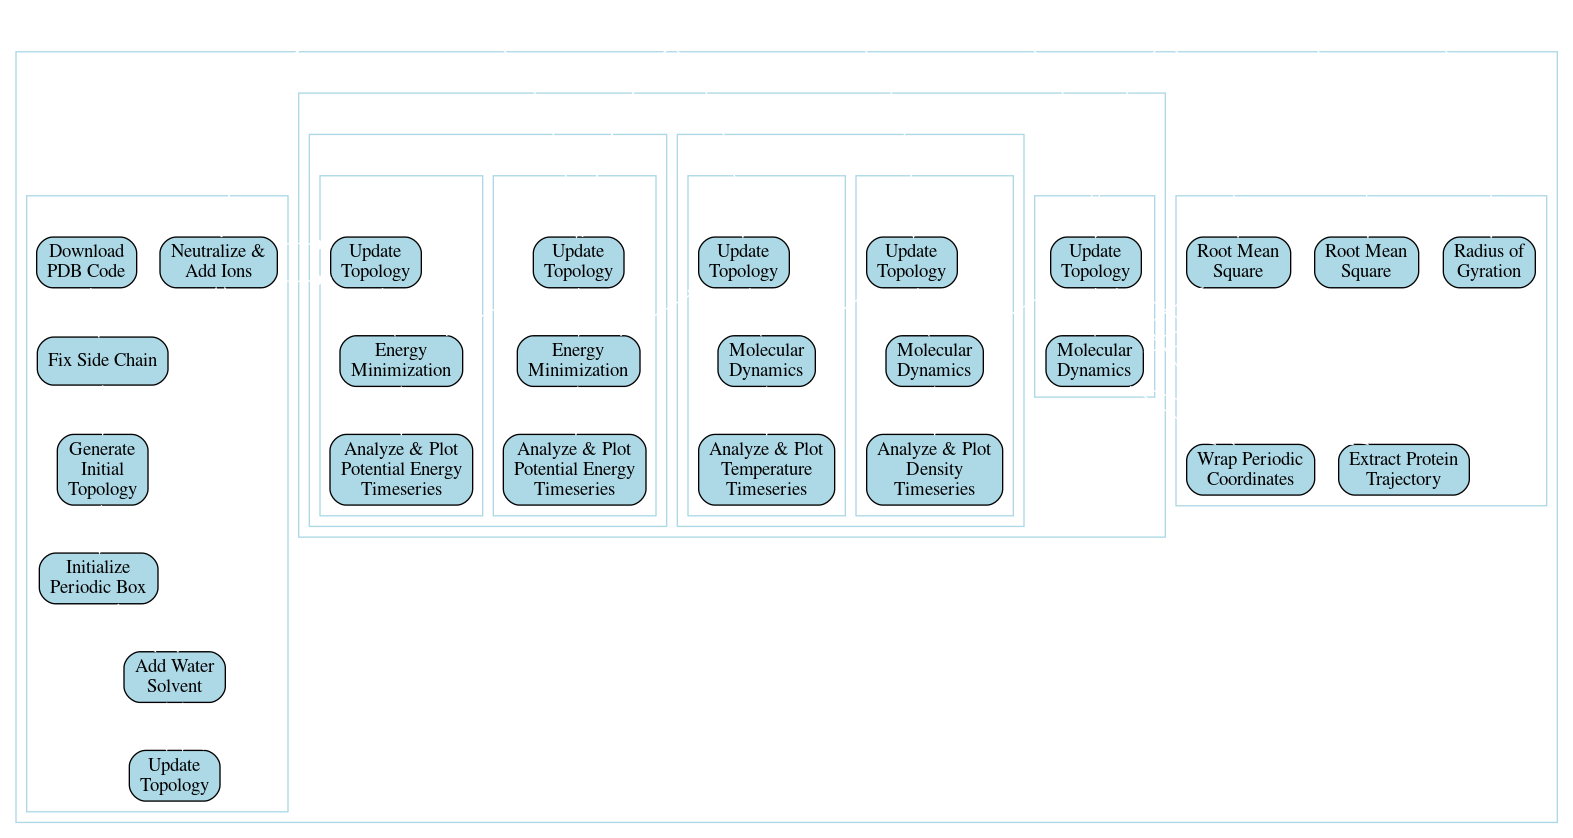 Download
PDB Code
Neutralize &
Add Ions
Fix Side Chain
Generate
Initial
Topology
Initialize
Periodic Box
Add Water
Solvent
Update
Topology
Update
Topology
Energy
Minimization
Analyze & Plot
Potential Energy
Timeseries
Update
Topology
Energy
Minimization
Analyze & Plot
Potential Energy
Timeseries
Update
Topology
Molecular
Dynamics
Analyze & Plot
Temperature
Timeseries
Update
Topology
Molecular
Dynamics
Analyze & Plot
Density
Timeseries
Update
Topology
Molecular
Dynamics
Root Mean
Square
Root Mean
Square
Radius of
Gyration
Wrap Periodic
Coordinates
Extract Protein
Trajectory